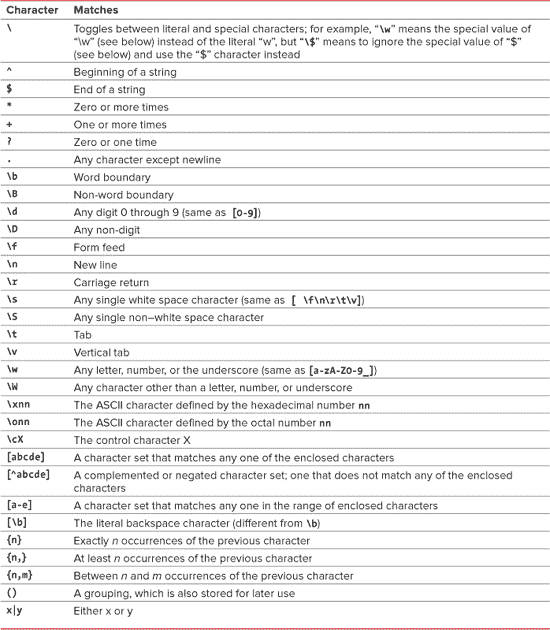 Character Matches
\ Toggles between literal and special characters; for example, “\w” means the special value of
“\w” (see below) instead of the literal “w”, but “\$” means to ignore the special value of “$”
(see below) and use the “$” character instead
^ Beginning of a string
$ End of a string
* Zero or more times
+ One or more times
? Zero or one time
. Any character except newline
\b Word boundary
\B Non-word boundary
\d Any digit 0 through 9 (same as [0-9])
\D Any non-digit
\f Form feed
\n New line
\r Carriage return
\s Any single white space character (same as [ \f\n\r\t\v])
\S Any single non–white space character
\t Tab
\v Vertical tab
\w Any letter, number, or the underscore (same as [a-zA-Z0-9_])
\W Any character other than a letter, number, or underscore
\xnn The ASCII character defined by the hexadecimal number nn
\onn The ASCII character defined by the octal number nn
\cX The control character X
[abcde] A character set that matches any one of the enclosed characters
[^abcde] A complemented or negated character set; one that does not match any of the enclosed
characters
[a-e] A character set that matches any one in the range of enclosed characters
[\b] The literal backspace character (different from \b)
{n} Exactly n occurrences of the previous character
{n,} At least n occurrences of the previous character
{n,m} Between n and m occurrences of the previous character
() A grouping, which is also stored for later use
x|y Either x or y